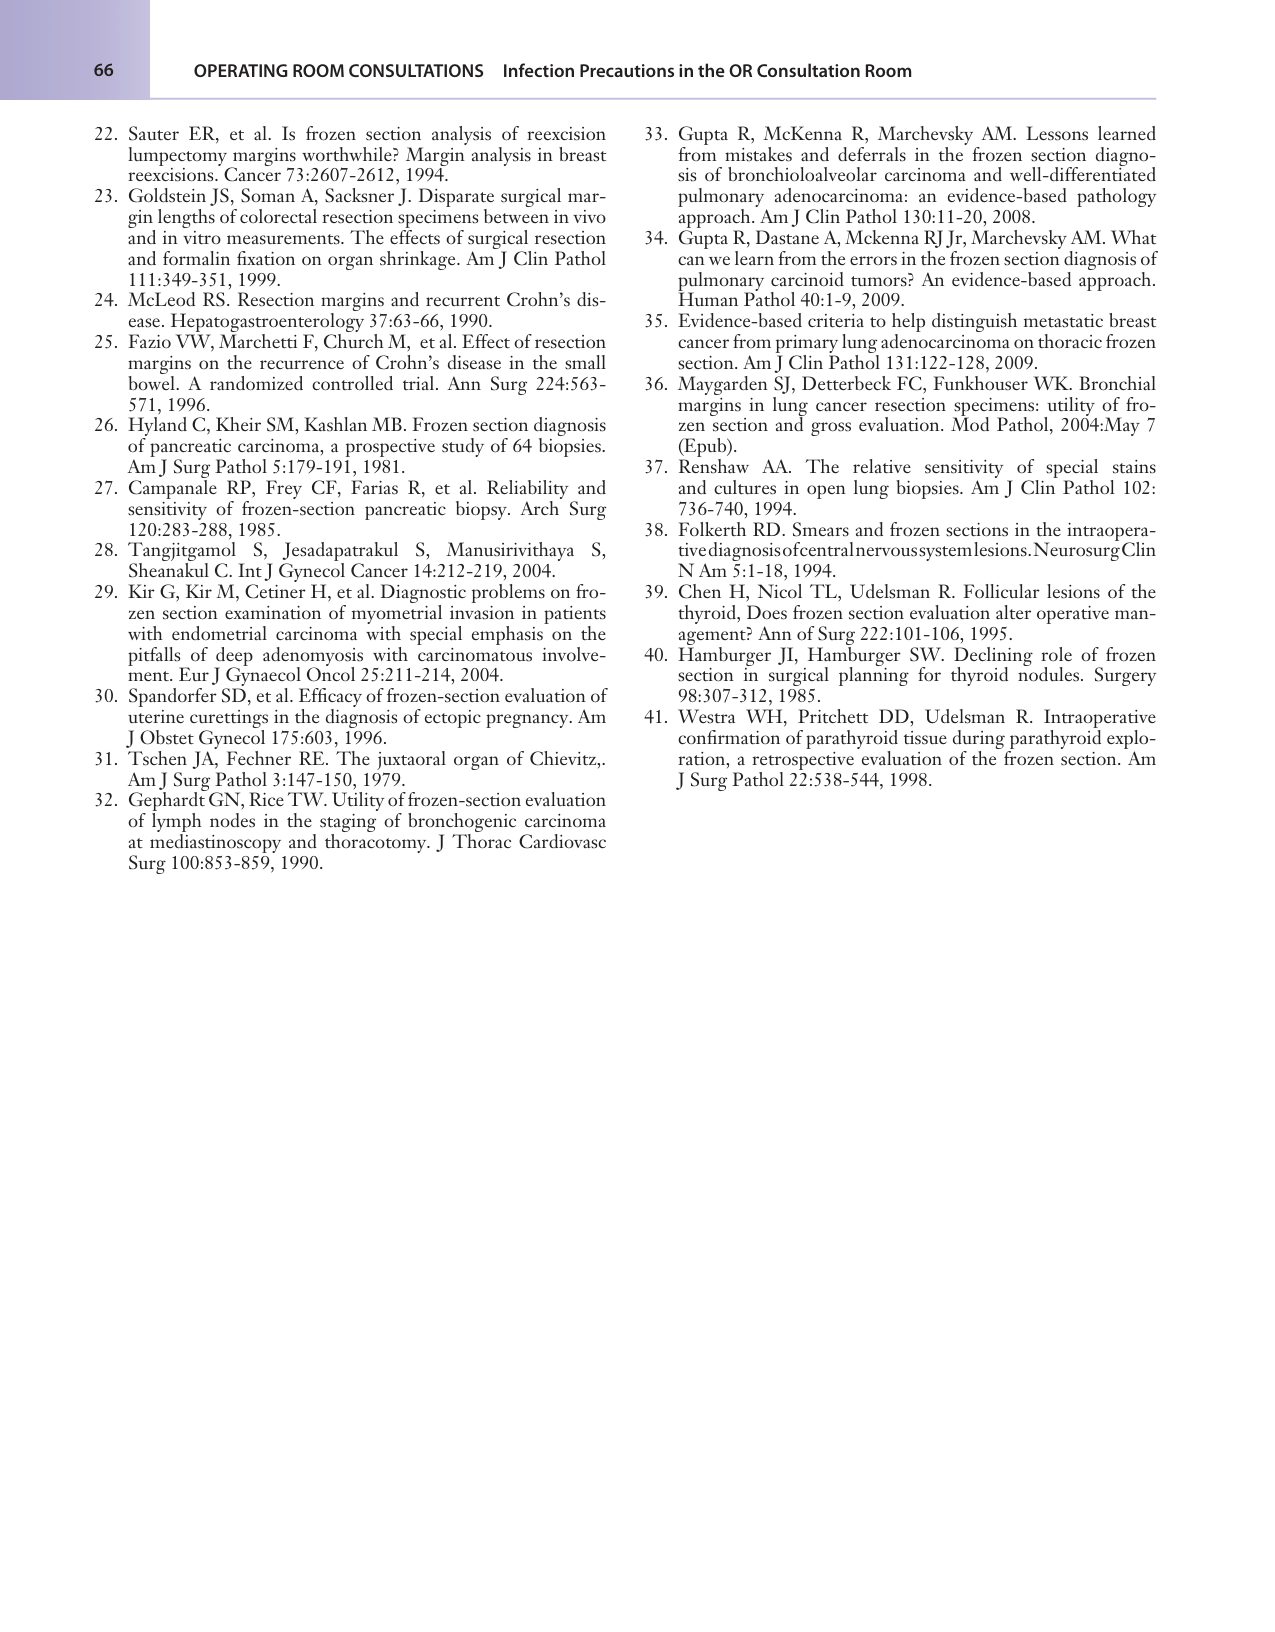 66
OPERATING ROOM CONSULTATIONS Infection Precautions in the OR Consultation Room
22. Sauter ER, et al. Is frozen section analysis of reexcision
lumpectomy margins worthwhile? Margin analysis in breast
reexcisions. Cancer 73:2607-2612, 1994.
23. Goldstein JS, Soman A, Sacksner J. Disparate surgical mar-
gin lengths of colorectal resection specimens between in vivo
and in vitro measurements. The effects of surgical resection
and formalin fixation on organ shrinkage. Am J Clin Pathol
111:349-351, 1999.
24. McLeod RS. Resection margins and recurrent Crohn's dis-
ease. Hepatogastroenterology 37:63-66, 1990.
25. Fazio VW, Marchetti F, Church M, et al. Effect of resection
margins on the recurrence of Crohn's disease in the small
bowel. A randomized controlled trial. Ann Surg 224:563-
571, 1996.
26. Hyland C, Kheir SM, Kashlan MB. Frozen section diagnosis
of pancreatic carcinoma, a prospective study of 64 biopsies.
Am J Surg Pathol 5:179-191, 1981.
27. Campanale RP, Frey CF, Farias R, et al. Reliability and
sensitivity of frozen-section pancreatic biopsy. Arch Surg
120:283-288, 1985.
28. Tangjitgamol S, Jesadapatrakul S, Manusirivithaya S,
Sheanakul C. Int J Gynecol Cancer 14:212-219, 2004.
29. Kir G, Kir M, Cetiner H, et al. Diagnostic problems on fro-
zen section examination of myometrial invasion in patients
with endometrial carcinoma with special emphasis on the
pitfalls of deep adenomyosis with carcinomatous involve-
ment. Eur J Gynaecol Oncol 25:211-214, 2004.
30. Spandorfer SD, et al. Efficacy of frozen-section evaluation of
uterine curettings in the diagnosis of ectopic pregnancy. Am
J Obstet Gynecol 175:603, 1996.
31. Tschen JA, Fechner RE. The juxtaoral organ of Chievitz,.
Am J Surg Pathol 3:147-150, 1979.
32. Gephardt GN, Rice TW. Utility of frozen-section evaluation
of lymph nodes in the staging of bronchogenic carcinoma
at mediastinoscopy and thoracotomy. J Thorac Cardiovasc
Surg 100:853-859, 1990.
33. Gupta R, McKenna R, Marchevsky AM. Lessons learned
from mistakes and deferrals in the frozen section diagno-
sis of bronchioloalveolar carcinoma and well-differentiated
pulmonary adenocarcinoma: an evidence-based pathology
approach. Am J Clin Pathol 130:11-20, 2008.
34. Gupta R, Dastane A, Mckenna RJ Jr, Marchevsky AM. What
can we learn from the errors in the frozen section diagnosis of
pulmonary carcinoid tumors? An evidence-based approach.
Human Pathol 40:1-9, 2009.
35. Evidence-based criteria to help distinguish metastatic breast
cancer from primary lung adenocarcinoma on thoracic frozen
section. Am J Clin Pathol 131:122-128, 2009.
36. Maygarden SJ, Detterbeck FC, Funkhouser WK. Bronchial
margins in lung cancer resection specimens: utility of fro-
zen section and gross evaluation. Mod Pathol, 2004:May 7
(Epub).
37. Renshaw AA. The relative sensitivity of special stains
and cultures in open lung biopsies. Am J Clin Pathol 102:
736-740, 1994.
38. Folkerth RD. Smears and frozen sections in the intraopera-
tive diagnosis of central nervous system lesions. Neurosurg Clin
N Am 5:1-18, 1994.
39. Chen H, Nicol TL, Udelsman R. Follicular lesions of the
thyroid, Does frozen section evaluation alter operative man-
agement? Ann of Surg 222:101-106, 1995.
40. Hamburger JI, Hamburger SW. Declining role of frozen
section in surgical planning for thyroid nodules. Surgery
98:307-312, 1985.
41. Westra WH, Pritchett DD, Udelsman R. Intraoperative
confirmation of parathyroid tissue during parathyroid explo-
ration, a retrospective evaluation of the frozen section. Am
J Surg Pathol 22:538-544, 1998.